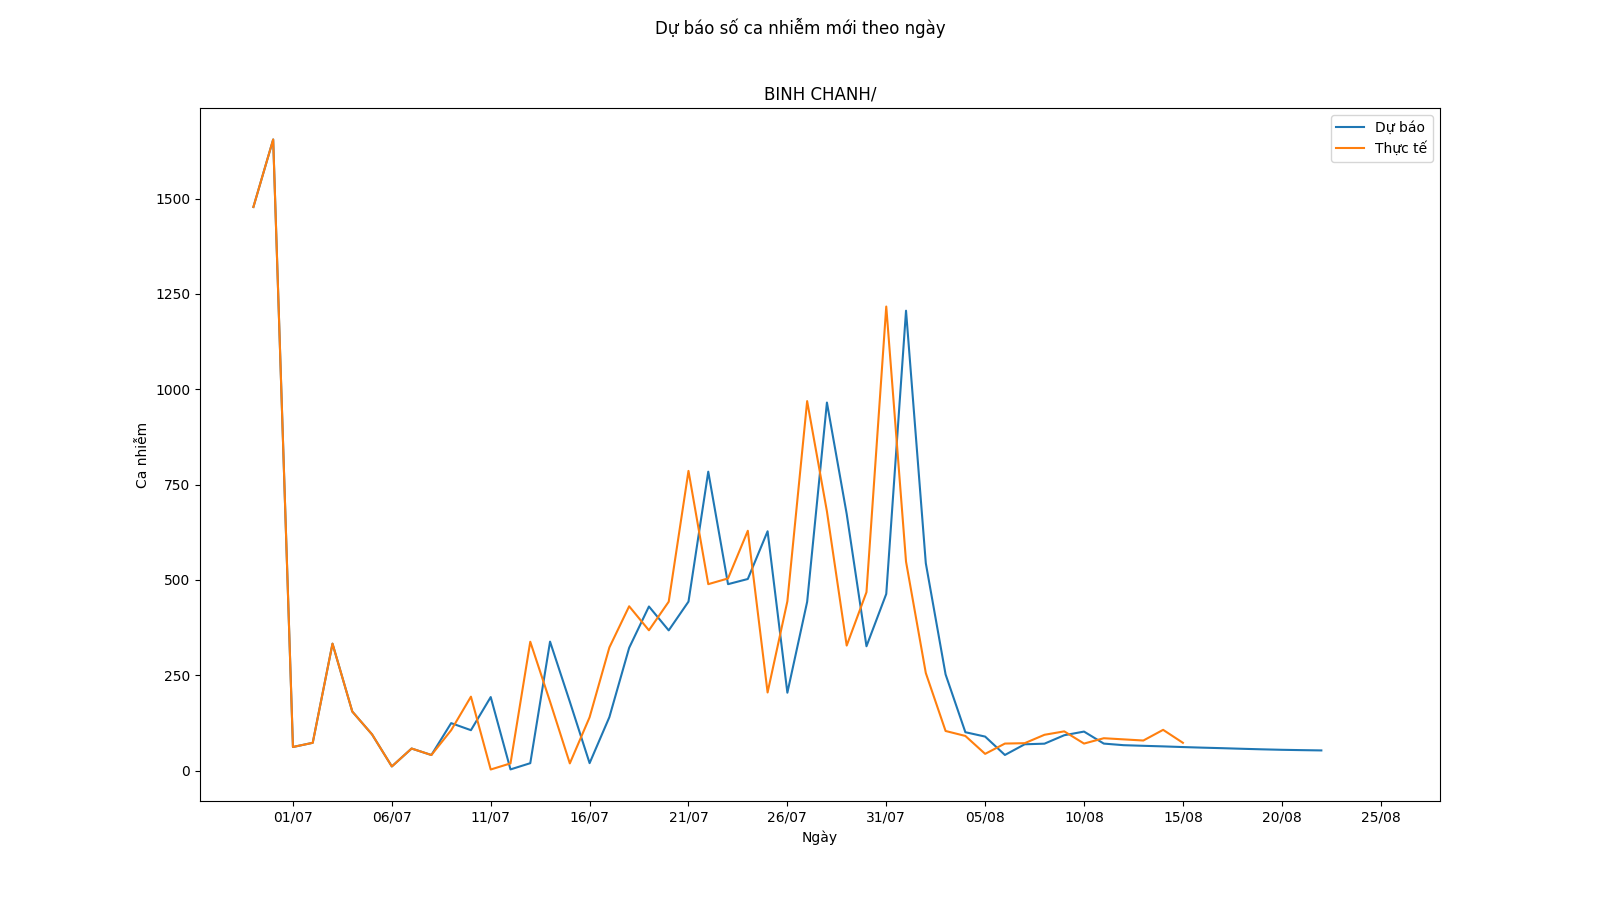 Dự báo số ca nhiễm mới theo ngày
BINH CHANH/
Dự báo
Thực tế
1500
1250
1000
750
500
250
0
Ca nhiễm
01/07 06/07 11/07 16/07 21/07 26/07 31/07 05/08 10/08 15/08 20/08 25/08
Ngày